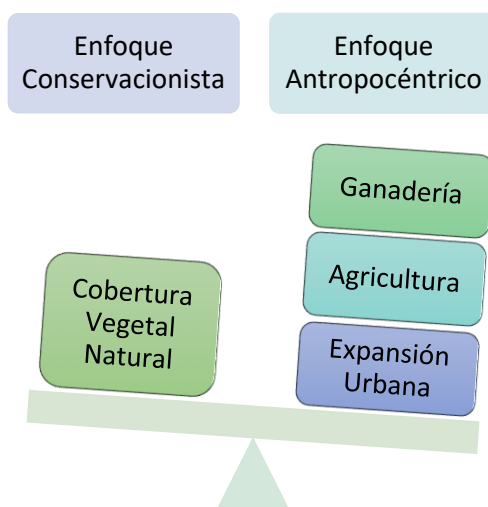 Enfoque
Conservacionista
Enfoque
Antropocéntrico
Ganadería
Agricultura
Expansión
Urbana
Cobertura
Vegetal
Natural